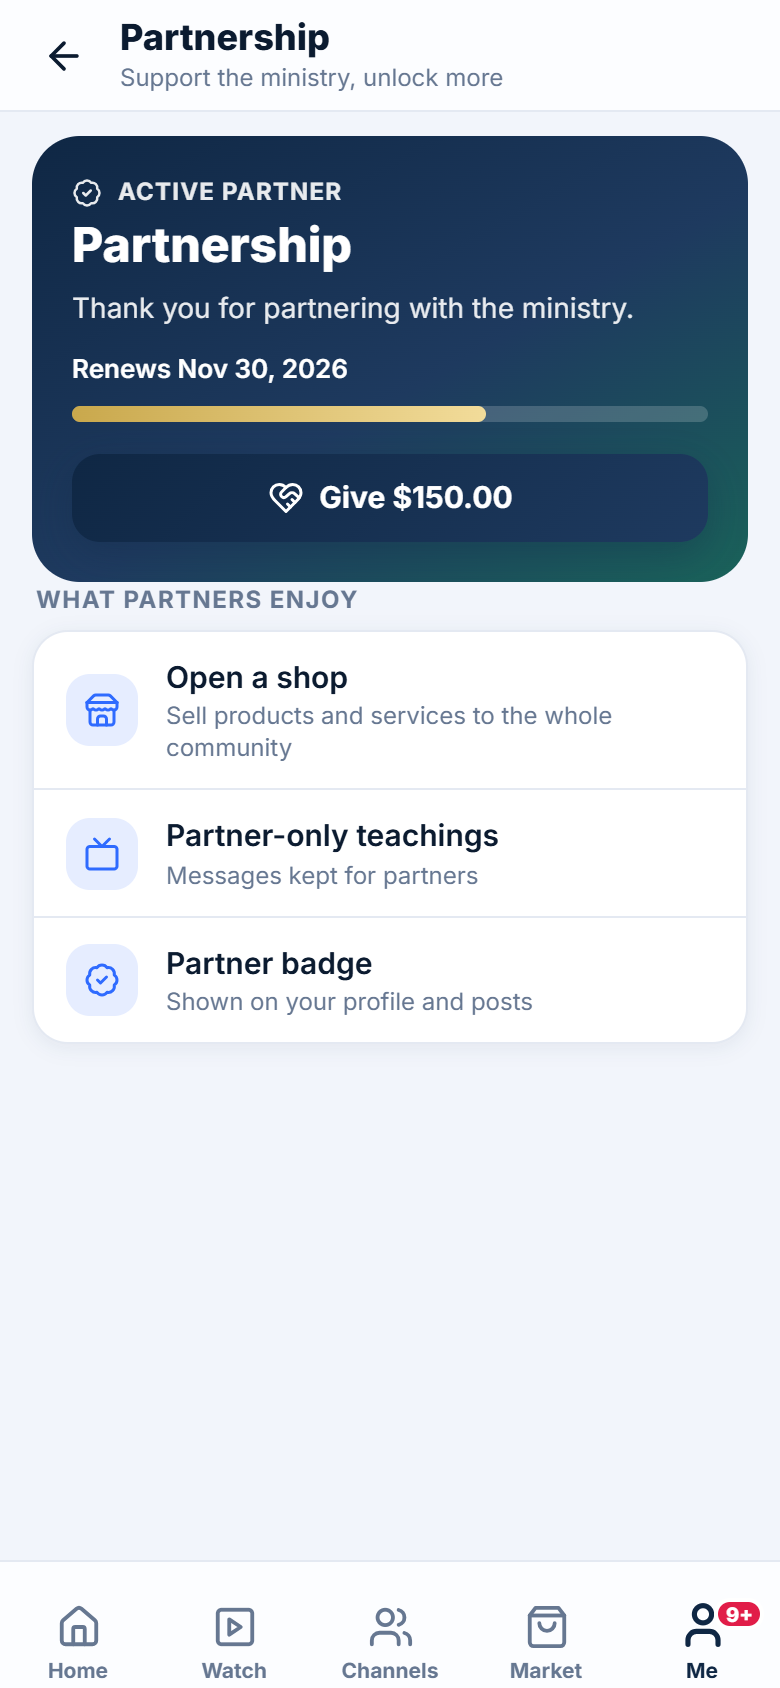 Partnership
Support the ministry, unlock more
ACTIVE PARTNER
Partnership
Thank you for partnering with the ministry.
Renews Nov 30, 2026
Give $150.00
WHAT PARTNERS ENJOY
Open a shop
Sell products and services to the whole
community
Partner-only teachings
Messages kept for partners
Partner badge
Shown on your profile and posts
9+
Home
Watch
Channels
Market
Me